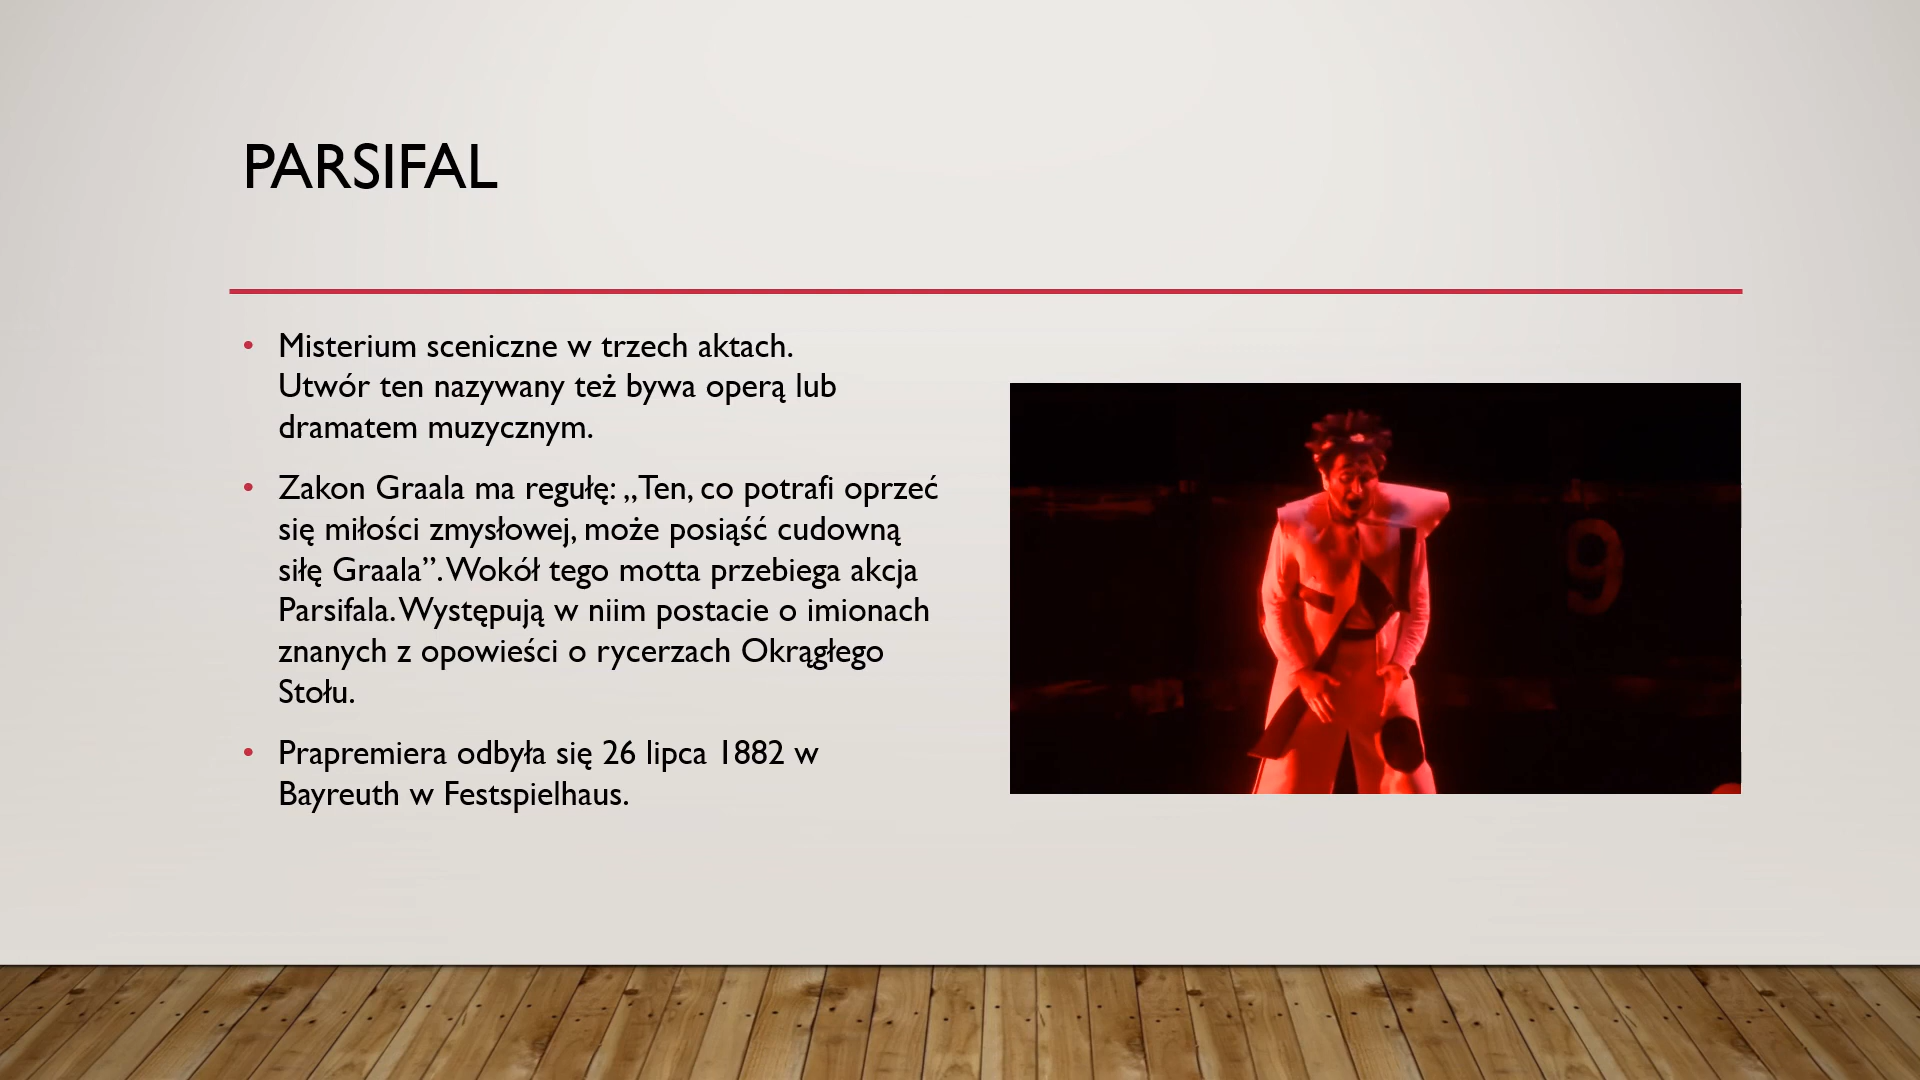 PARSIFAL
• Misterium sceniczne w trzech aktach.
Utwór ten nazywany też bywa operą lub
dramatem muzycznym.
• Zakon Graala ma regułę: „Ten, co potrafi oprzeć
się miłości zmysłowej, może posiąść cudowną
siłę Graala”. Wokół tego motta przebiega akcja
Parsifala. Występują w niim postacie o imionach
znanych z opowieści o rycerzach Okrągłego
Stołu.
• Prapremiera odbyła się 26 lipca 1882 w
Bayreuth w Festspielhaus.
9